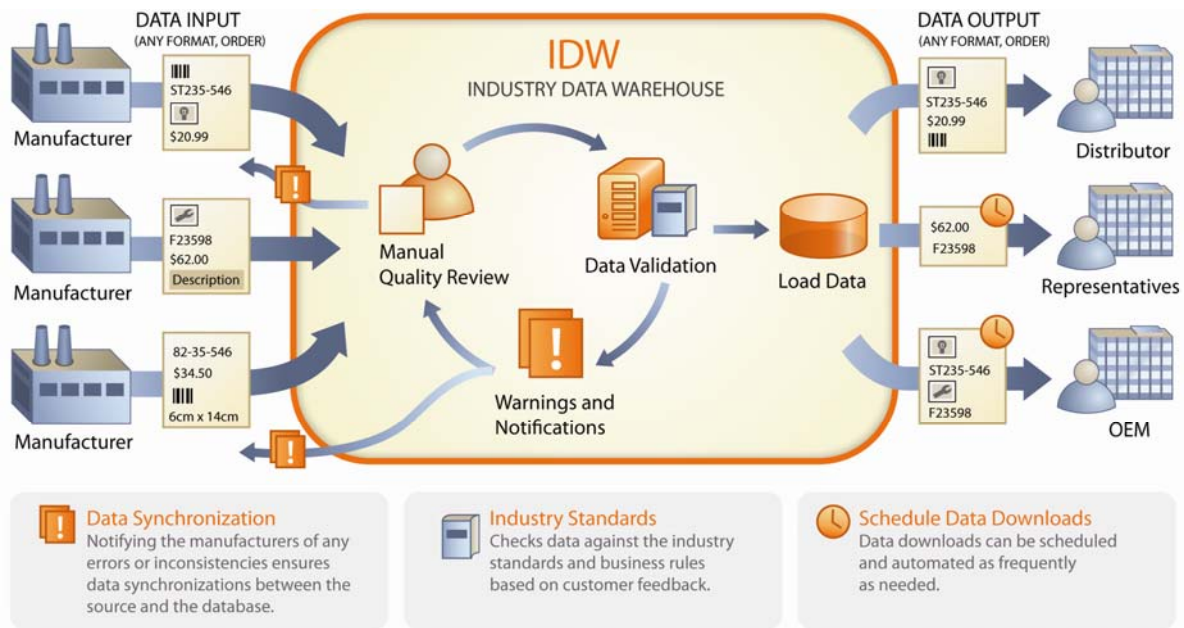 DATA INPUT
(ANY FORMAT, ORDER)
ST235-546
$20.99
Manufacturer
F23598
$62.00
Description
Manufacturer
82-35-546
$34.50
6cm x 14cm
Manufacturer
IDW
INDUSTRY DATA WAREHOUSE
Manual
Quality Review
Data Validation
Load Data
Warnings and
Notifications
DATA OUTPUT
(ANY FORMAT, ORDER)
ST235-546
$20.99
Distributor
$62.00
F23598
Representatives
ST235-546
F23598
OEM
Data Synchronization
Notifying the manufacturers of any
errors or inconsistencies ensures
data synchronizations between the
source and the database.
Industry Standards
Checks data against the industry
standards and business rules
based on customer feedback.
Schedule Data Downloads
Data downloads can be scheduled
and automated as frequently
as needed.